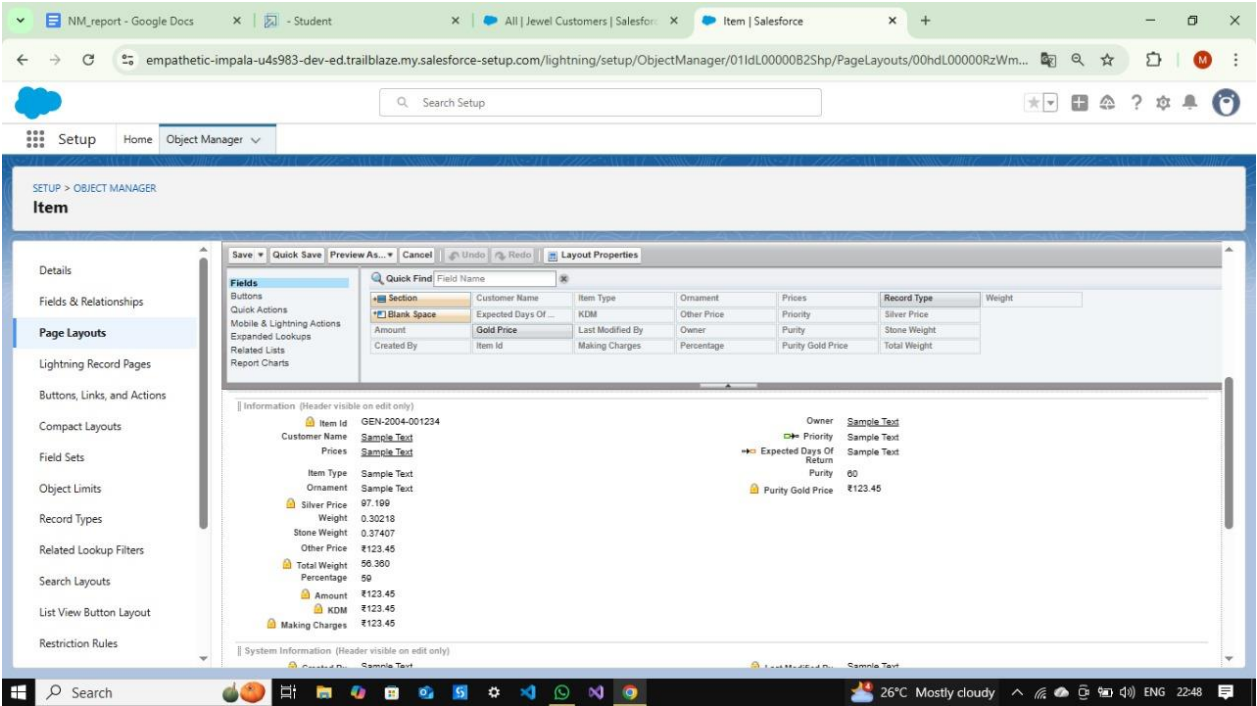 NM_report - Google Docs
- Student
All | Jewel Customers | Salesforc
Item | Salesforce
empathetic-impala-u4s983-dev-ed.trailblaze.my.salesforce-setup.com/lightning/setup/ObjectManager/01IdL00000B2Shp/PageLayouts/00hdL00000RzWm...
M
Search Setup
Setup
Home
Object Manager
SETUP > OBJECT MANAGER
Item
Details
Fields & Relationships
Page Layouts
Lightning Record Pages
Buttons, Links, and Actions
Compact Layouts
Field Sets
Object Limits
Record Types
Related Lookup Filters
Search Layouts
List View Button Layout
Restriction Rules
Save Quick Save Preview As... Cancel Undo Redo Layout Properties
Fields
Buttons
Quick Actions
Mobile & Lightning Actions
Expanded Lookups
Related Lists
Report Charts
Quick Find Field Name
Section Customer Name Item Type Ornament Prices Record Type Weight
Blank Space Expected Days Of ... KDM Other Price Priority Silver Price
Amount Gold Price Last Modified By Owner Purity Stone Weight
Created By Item Id Making Charges Percentage Purity Gold Price Total Weight
Information (Header visible on edit only)
Item Id GEN-2004-001234
Customer Name Sample Text
Prices Sample Text
Item Type Sample Text
Ornament Sample Text
Silver Price 97.199
Weight 0.30218
Stone Weight 0.37407
Other Price ₹123.45
Total Weight 56.360
Percentage 59
Amount ₹123.45
KDM ₹123.45
Making Charges ₹123.45
Owner Sample Text
Priority Sample Text
Expected Days Of Sample Text
Return
Purity 60
Purity Gold Price ₹123.45
System Information (Header visible on edit only)
Created By Sample Text
Last Modified By Sample Text
Search
26°C Mostly cloudy
ENG
22:48